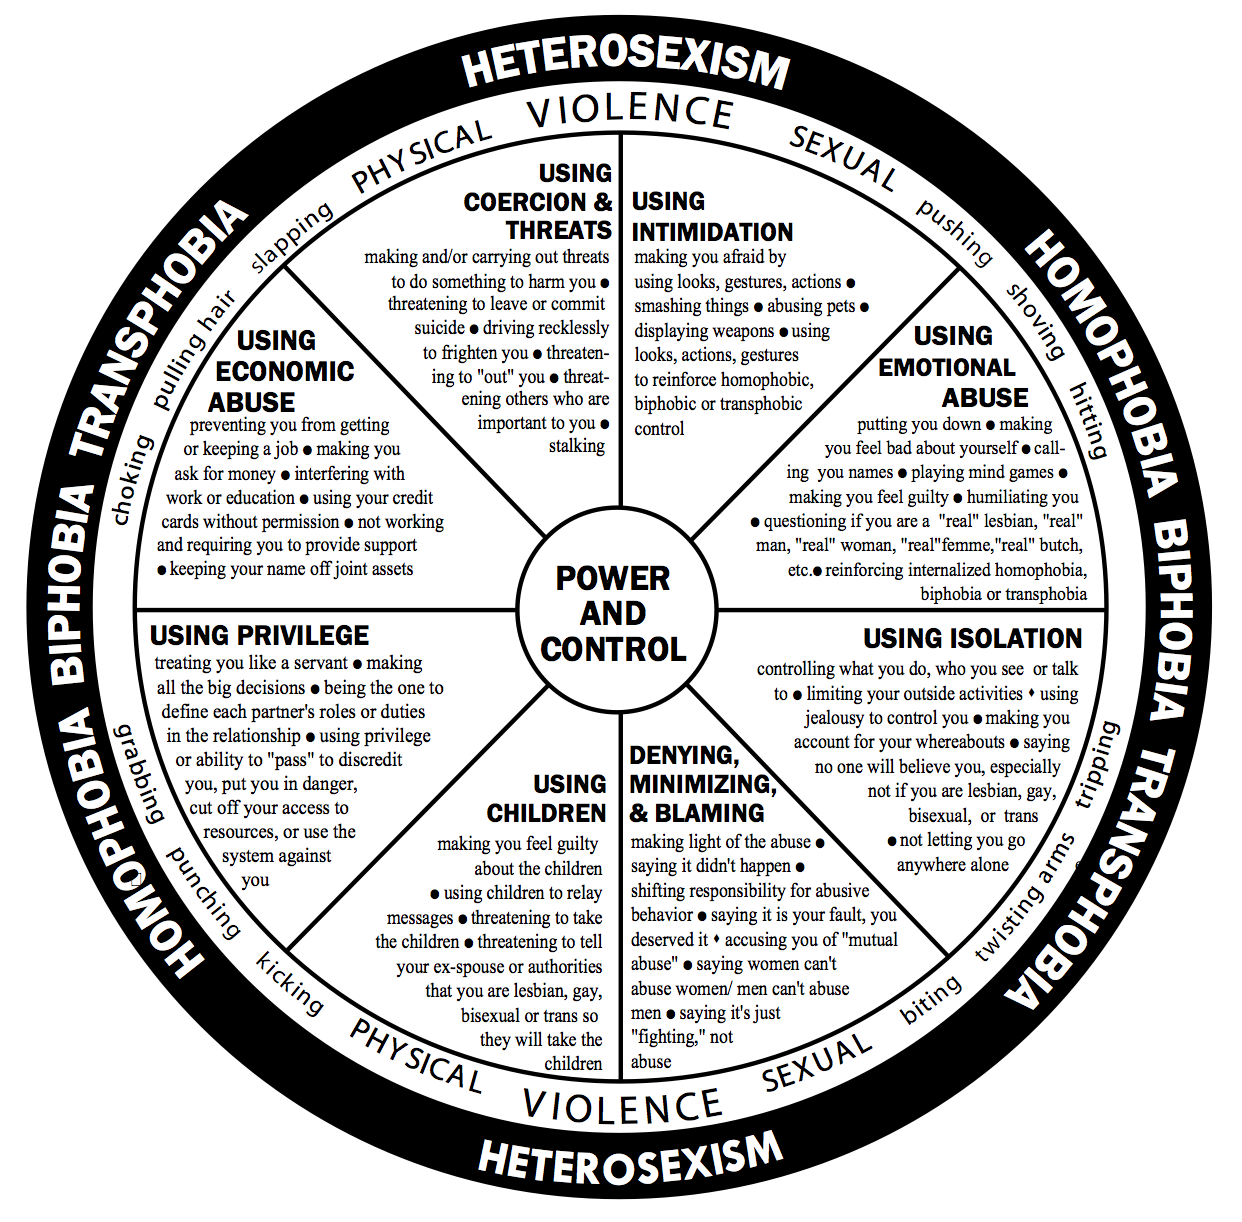 HETEROSEXISM
HOMOPHOBIA
BIPHOBIA
TRANSPHOBIA
HETEROSEXISM
HOMOPHOBIA
BIPHOBIA
TRANSPHOBIA
PHYSICAL
VIOLENCE
SEXUAL
pushing
shoving
hitting
tripping
twisting arms
biting
SEXUAL
VIOLENCE
PHYSICAL
kicking
punching
grabbing
choking
pulling hair
slapping
USING
COERCION &
THREATS
making and/or carrying out threats
to do something to harm you ●
threatening to leave or commit
suicide ● driving recklessly
to frighten you ● threaten-
ing to "out" you ● threat-
ening others who are
important to you ●
stalking
USING
INTIMIDATION
making you afraid by
using looks, gestures, actions ●
smashing things ● abusing pets ●
displaying weapons ● using
looks, actions, gestures
to reinforce homophobic,
biphobic or transphobic
control
USING
EMOTIONAL
ABUSE
putting you down ● making
you feel bad about yourself ● call-
ing you names ● playing mind games ●
making you feel guilty ● humiliating you
● questioning if you are a "real" lesbian, "real"
man, "real" woman, "real"femme,"real" butch,
etc.● reinforcing internalized homophobia,
biphobia or transphobia
USING ISOLATION
controlling what you do, who you see or talk
to ● limiting your outside activities ♦ using
jealousy to control you ● making you
account for your whereabouts ● saying
no one will believe you, especially
not if you are lesbian, gay,
bisexual, or trans
● not letting you go
anywhere alone
DENYING,
MINIMIZING,
& BLAMING
making light of the abuse ●
saying it didn't happen ●
shifting responsibility for abusive
behavior ● saying it is your fault, you
deserved it ♦ accusing you of "mutual
abuse" ● saying women can't
abuse women/ men can't abuse
men ● saying it's just
"fighting," not
abuse
USING
CHILDREN
making you feel guilty
about the children
● using children to relay
messages ● threatening to take
the children ● threatening to tell
your ex-spouse or authorities
that you are lesbian, gay,
bisexual or trans so
they will take the
children
USING PRIVILEGE
treating you like a servant ● making
all the big decisions ● being the one to
define each partner's roles or duties
in the relationship ● using privilege
or ability to "pass" to discredit
you, put you in danger,
cut off your access to
resources, or use the
system against
you
USING
ECONOMIC
ABUSE
preventing you from getting
or keeping a job ● making you
ask for money ● interfering with
work or education ● using your credit
cards without permission ● not working
and requiring you to provide support
● keeping your name off joint assets
POWER
AND
CONTROL